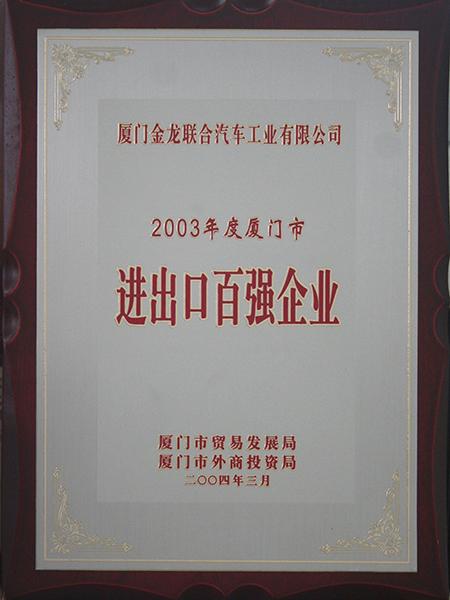 厦门金龙联合汽车工业有限公司
2003年度厦门市
进出口百强企业
厦门市贸易发展局
厦门市外商投资局
二〇〇四年三月